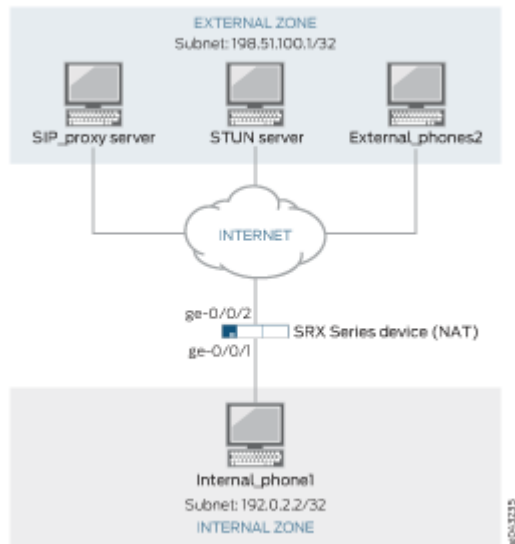 EXTERNAL ZONE
Subnet: 198.51.100.1/32
SIP_proxy server
STUN server
External_phones2
INTERNET
ge-0/0/2
SRX Series device (NAT)
ge-0/0/1
Internal_phone1
Subnet: 192.0.2.2/32
INTERNAL ZONE
g043235